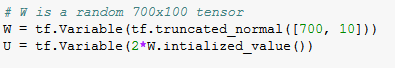 # W is a random 700x100 tensor
W = tf.Variable(tf.truncated_normal([700, 10]))
U = tf.Variable(2*W.intialized_value())